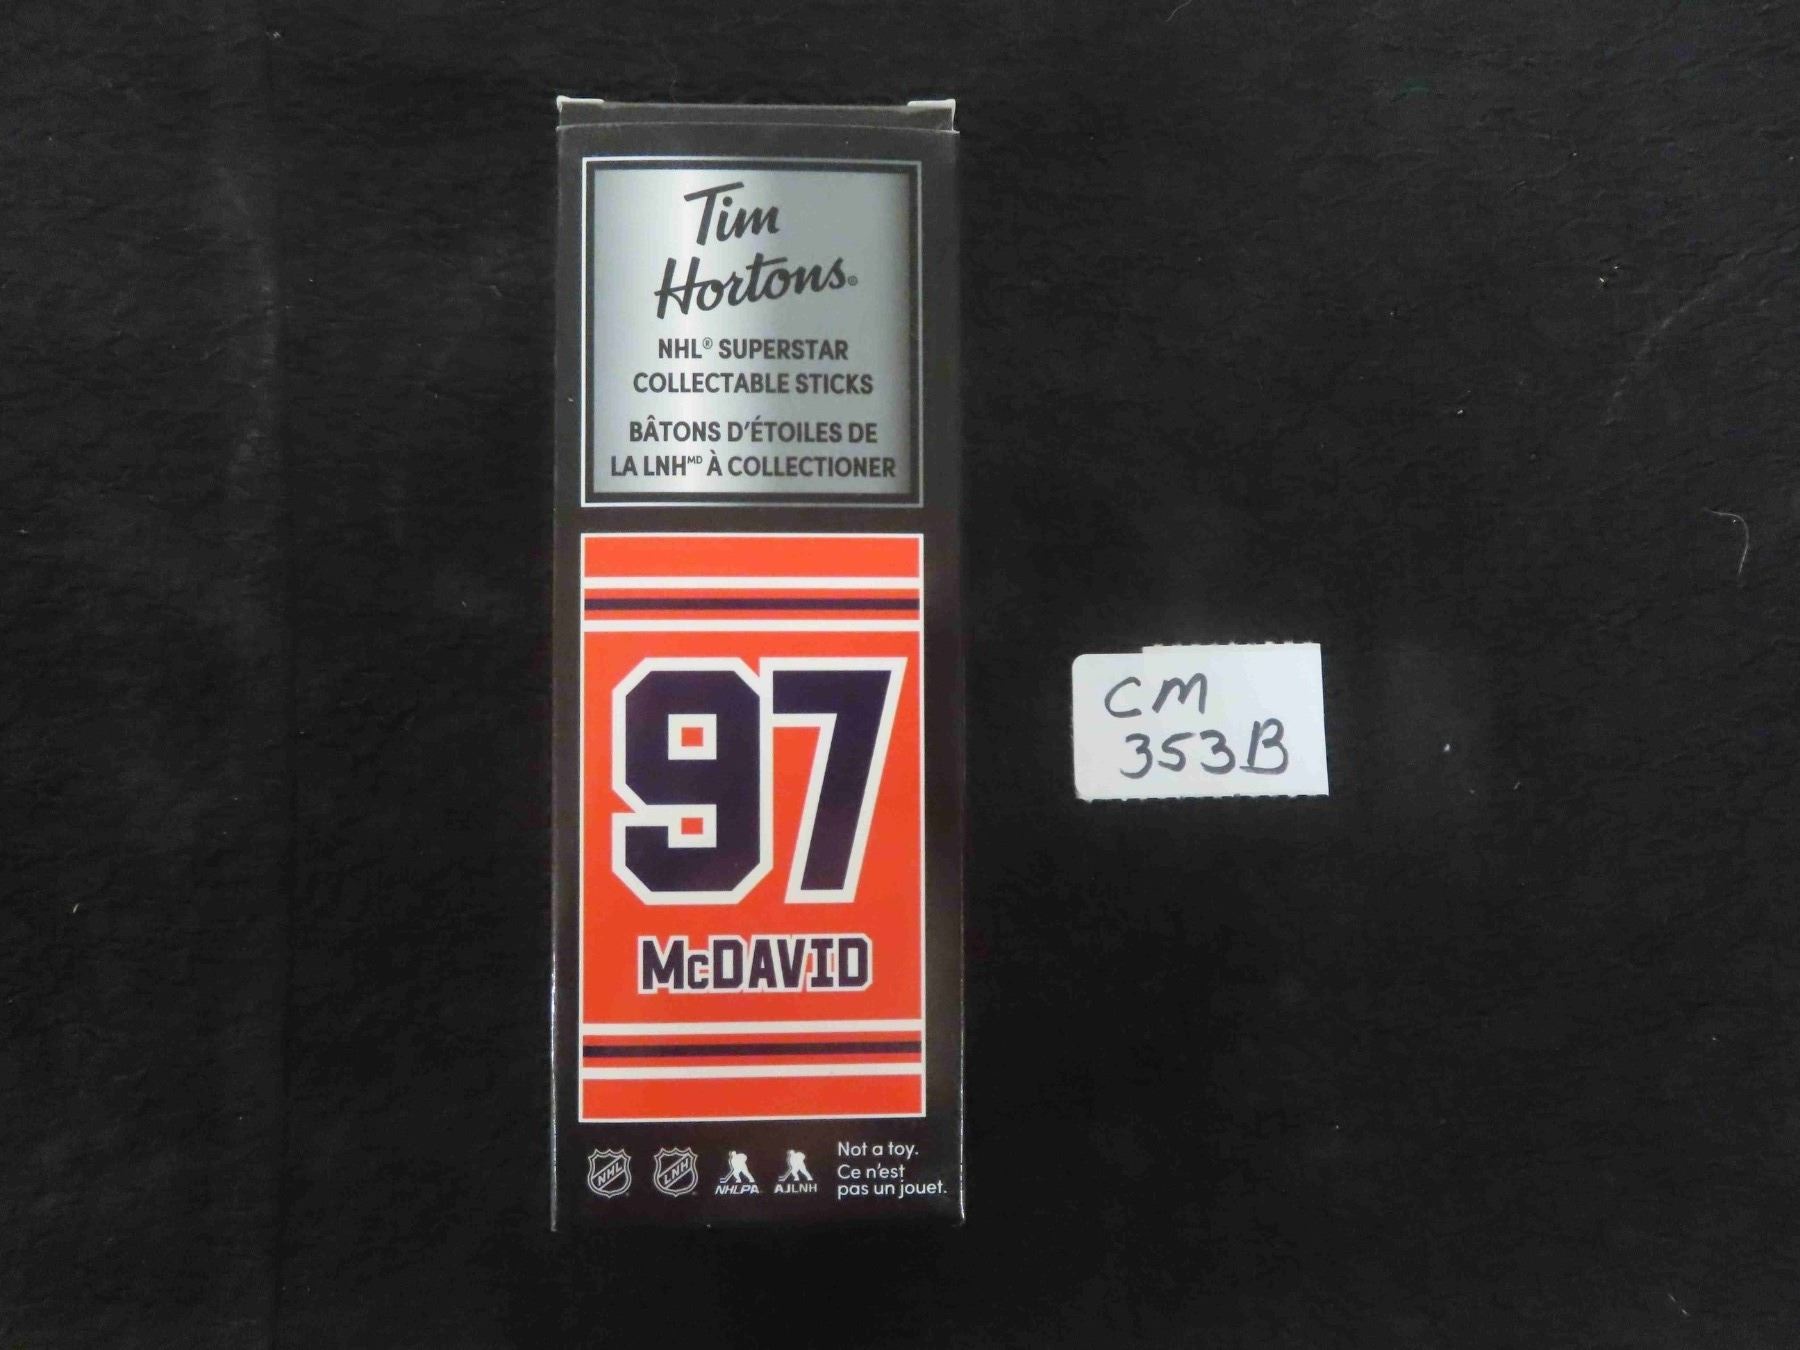 Tim
Hortons®
NHL® SUPERSTAR
COLLECTABLE STICKS
BÂTONS D'ÉTOILES DE
LA LNHᴹᴰ À COLLECTIONER
97
McDAVID
NHL
LNH
NHLPA
AJLNH
Not a toy.
Ce n'est
pas un jouet.
CM
353B